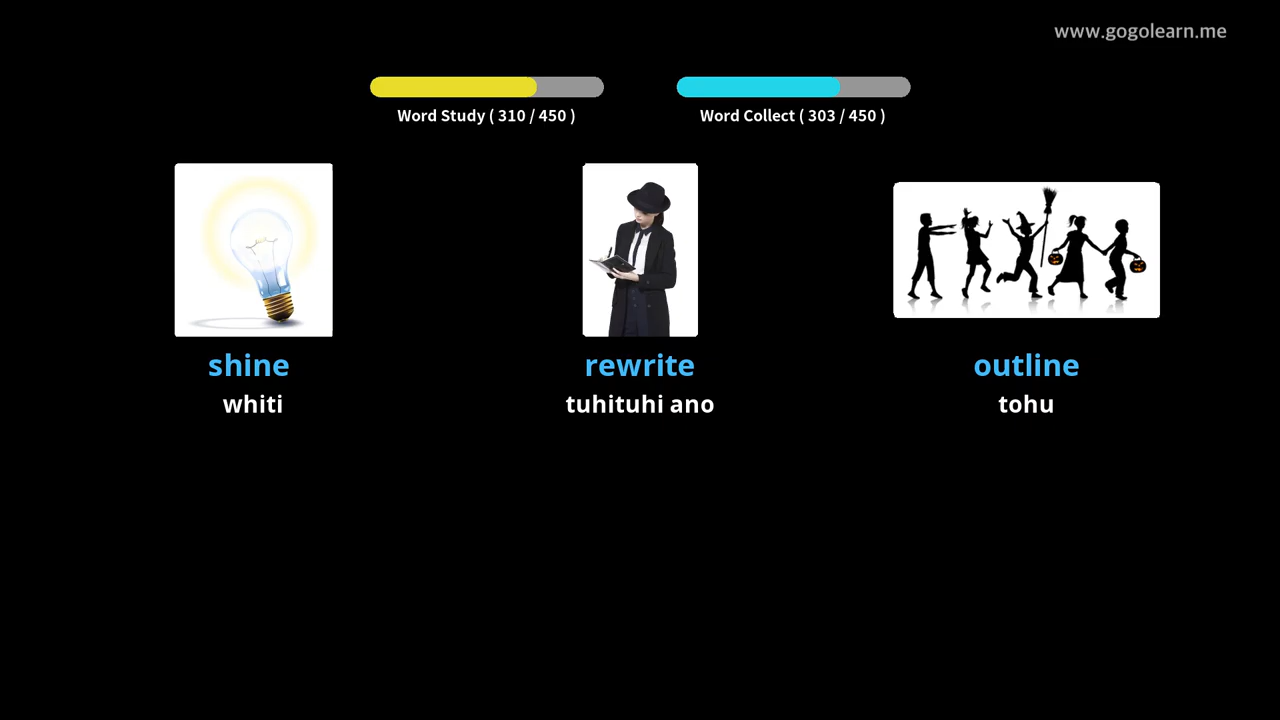 www.gogolearn.me
Word Study ( 310 / 450 )
Word Collect ( 303 / 450 )
shine
whiti
rewrite
tuhituhi ano
outline
tohu